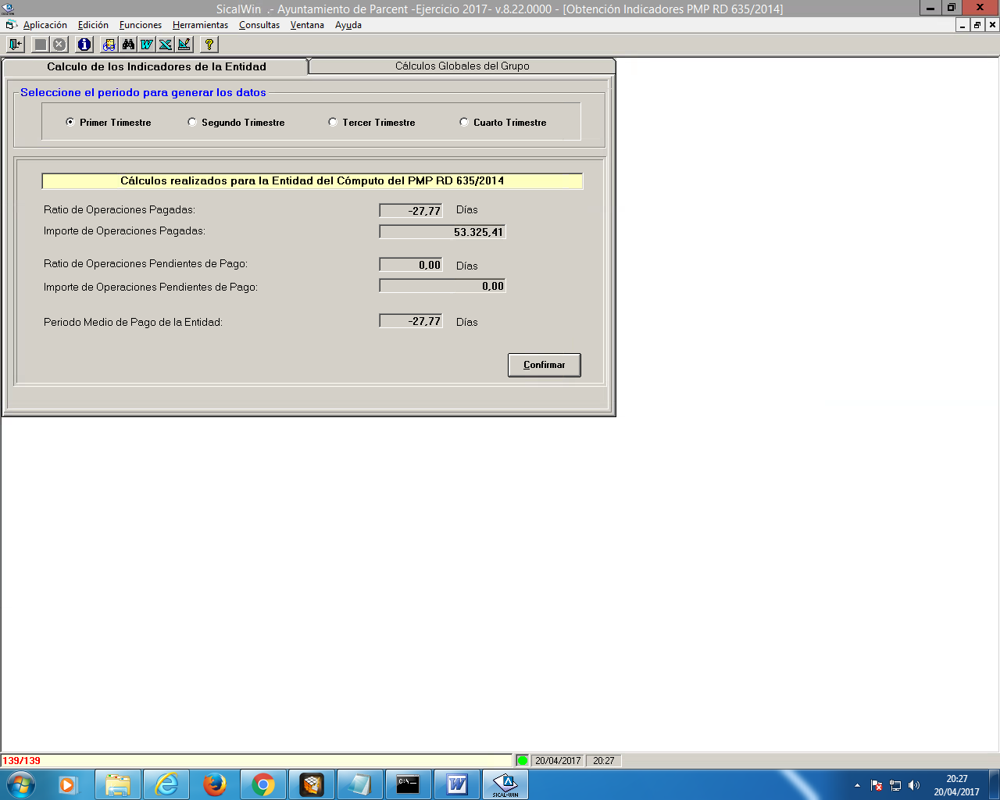 SicalWin .- Ayuntamiento de Parcent -Ejercicio 2017- v.8.22.0000 - [Obtención Indicadores PMP RD 635/2014]
Aplicación Edición Funciones Herramientas Consultas Ventana Ayuda
Calculo de los Indicadores de la Entidad
Cálculos Globales del Grupo
Seleccione el periodo para generar los datos
Primer Trimestre Segundo Trimestre Tercer Trimestre Cuarto Trimestre
Cálculos realizados para la Entidad del Cómputo del PMP RD 635/2014
Ratio de Operaciones Pagadas: -27,77 Días
Importe de Operaciones Pagadas: 53.325,41
Ratio de Operaciones Pendientes de Pago: 0,00 Días
Importe de Operaciones Pendientes de Pago: 0,00
Periodo Medio de Pago de la Entidad: -27,77 Días
Confirmar
139/139 20/04/2017 20:27
SICAL-WIN
20:27
20/04/2017